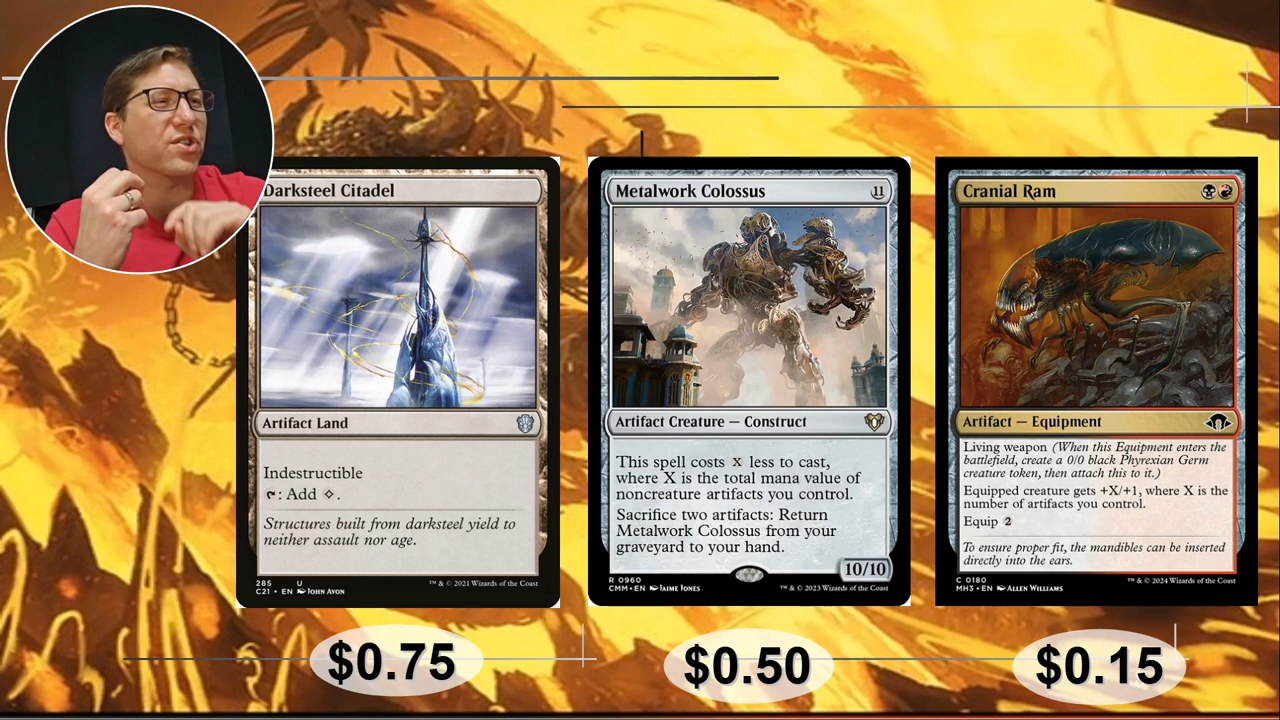 Darksteel Citadel
Artifact Land
Indestructible
: Add .
Structures built from darksteel yield to
neither assault nor age.
285 U
C21 • EN JOHN AVON
™ & © 2021 Wizards of the Coast
$0.75
Metalwork Colossus
11
Artifact Creature — Construct
This spell costs X less to cast,
where X is the total mana value of
noncreature artifacts you control.
Sacrifice two artifacts: Return
Metalwork Colossus from your
graveyard to your hand.
10/10
R 0960
CMM • EN JAIME JONES
™ & © 2023 Wizards of the Coast
$0.50
Cranial Ram
Artifact — Equipment
Living weapon (When this Equipment enters the
battlefield, create a 0/0 black Phyrexian Germ
creature token, then attach this to it.)
Equipped creature gets +X/+1, where X is the
number of artifacts you control.
Equip 2
To ensure proper fit, the mandibles can be inserted
directly into the ears.
C 0180
MH3 • EN ALLEN WILLIAMS
™ & © 2024 Wizards of the Coast
$0.15